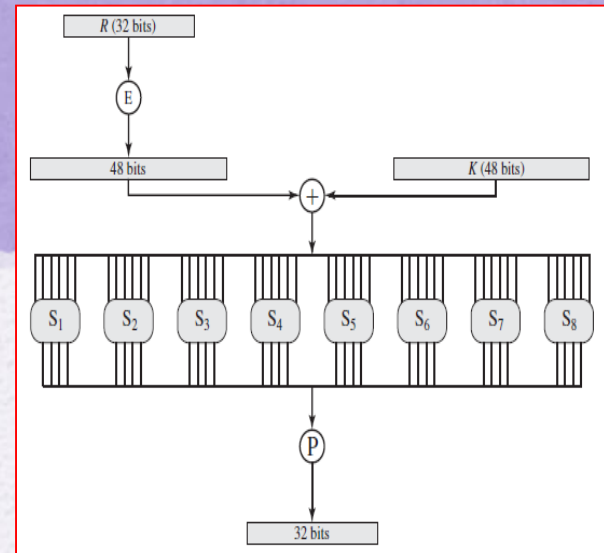 R (32 bits)
E
48 bits
K (48 bits)
+
S1 S2 S3 S4 S5 S6 S7 S8
P
32 bits